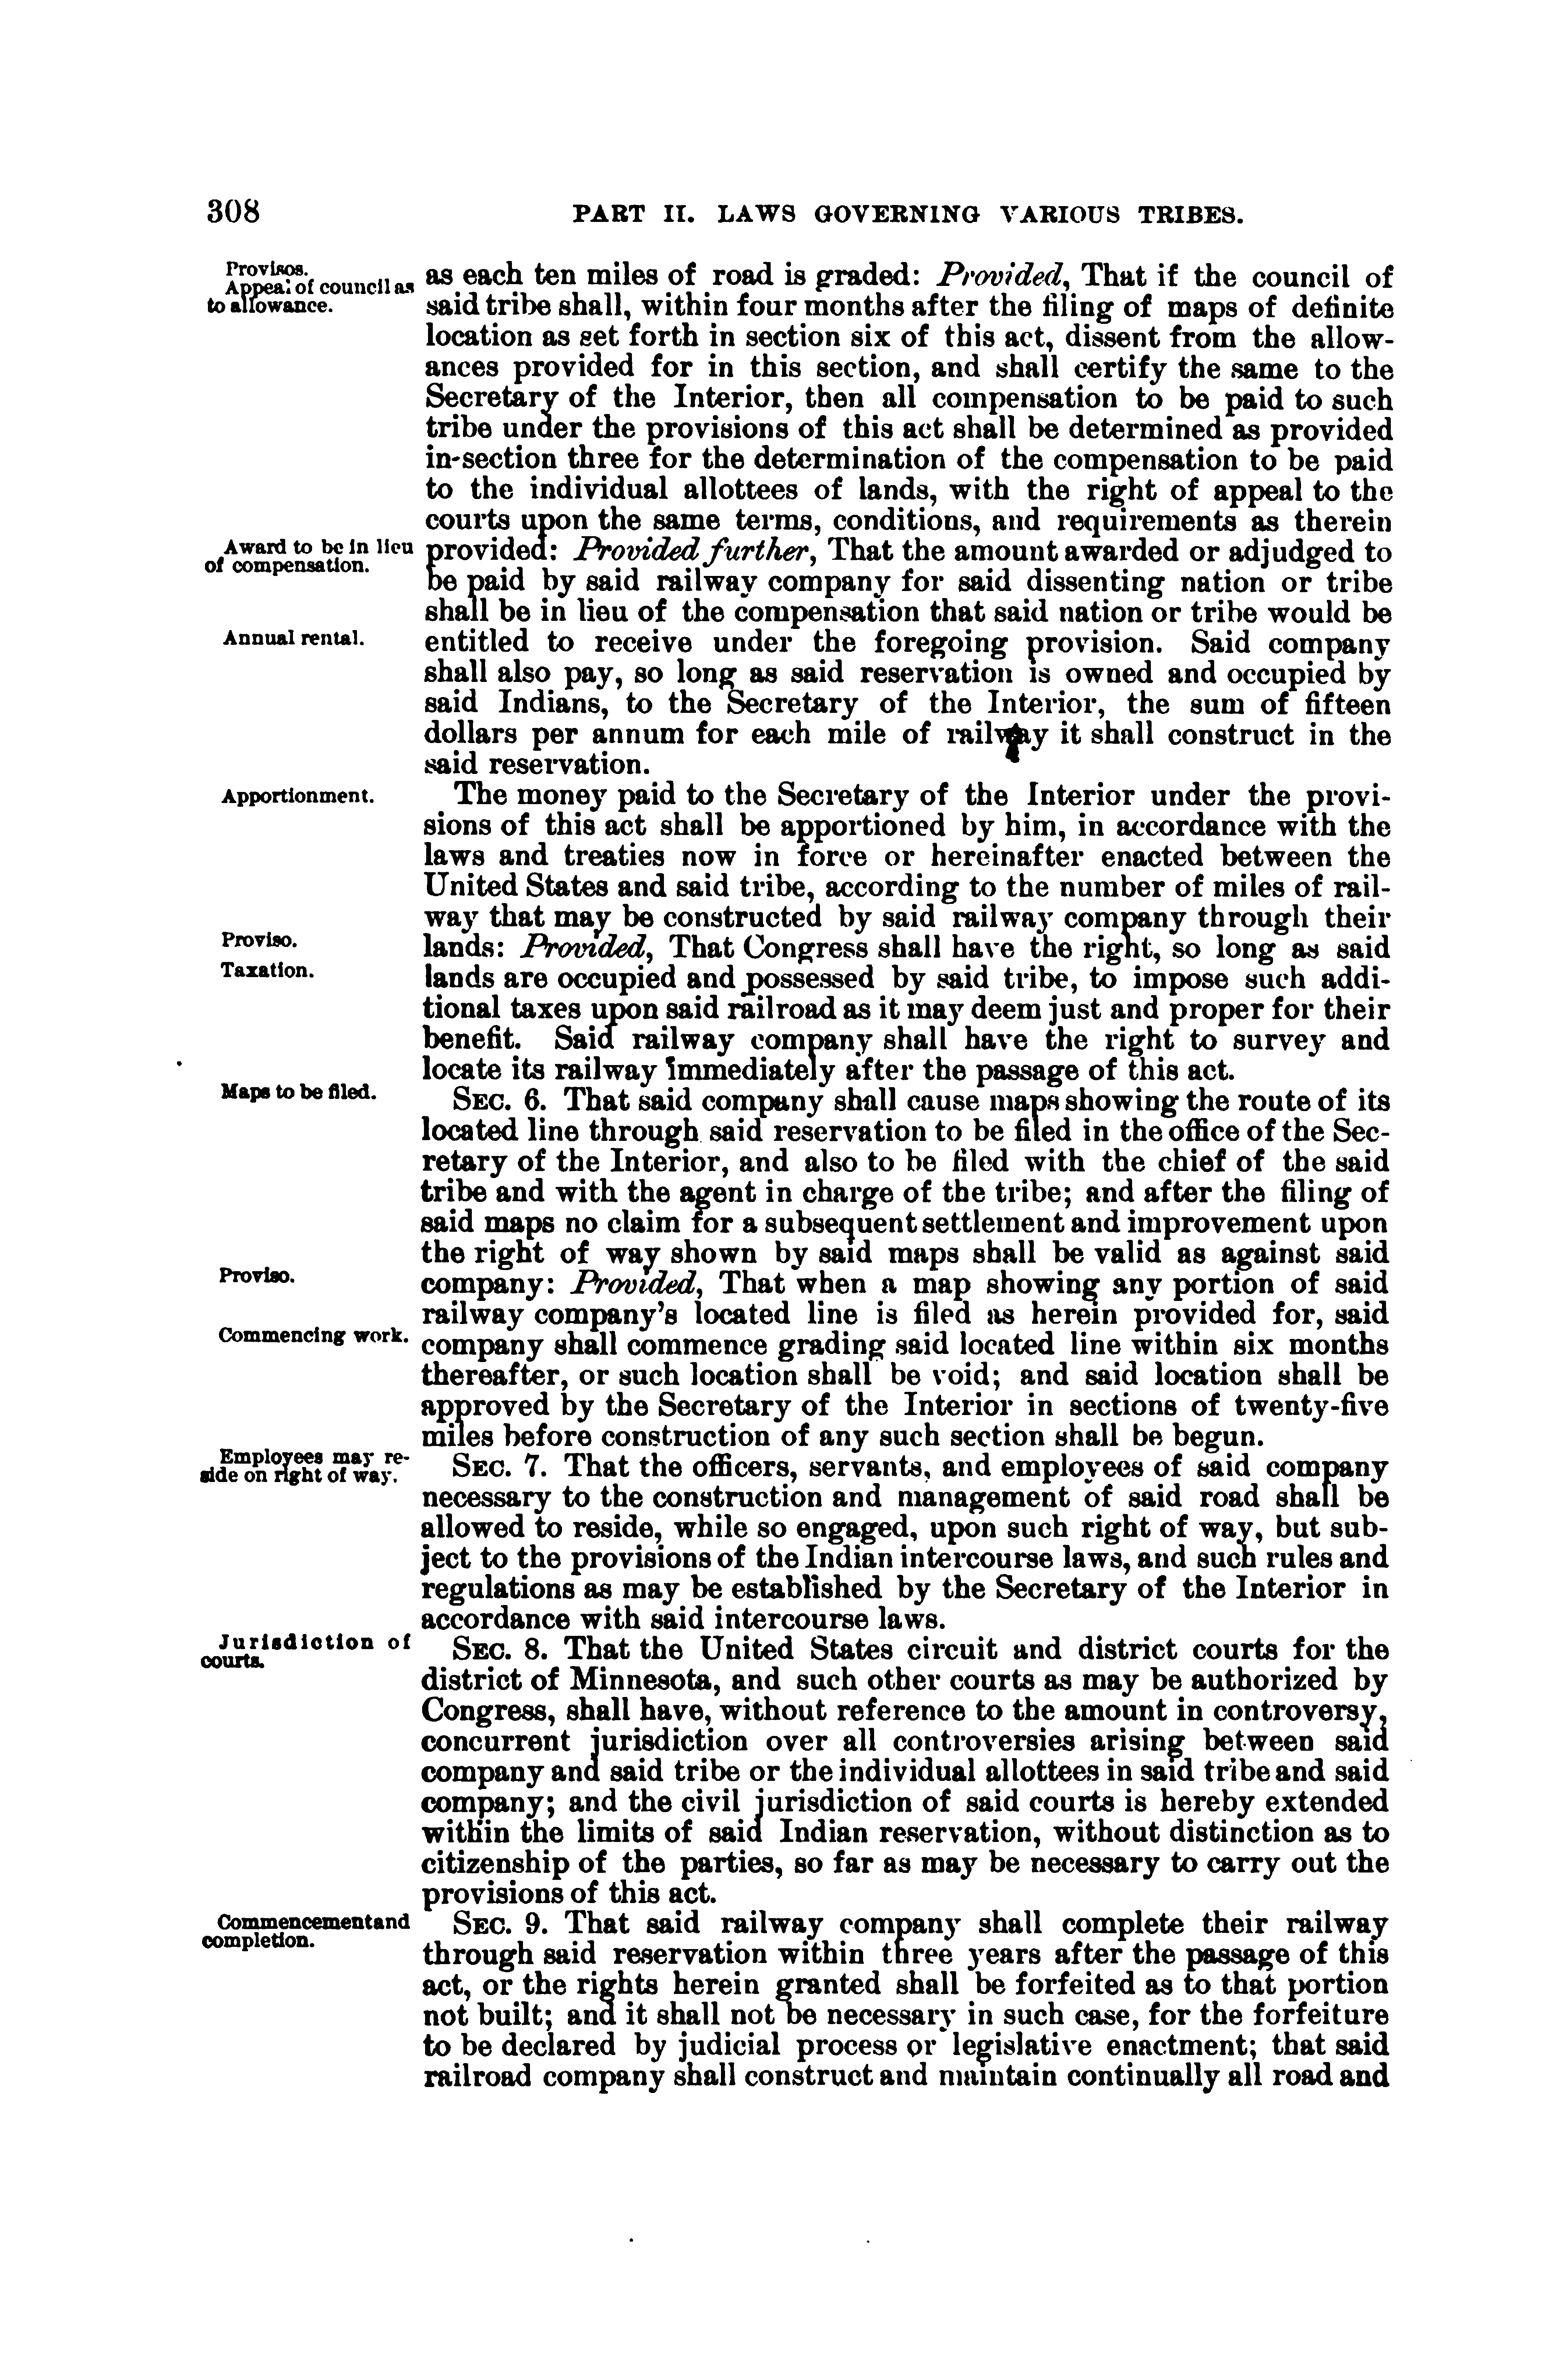 308
PART II. LAWS GOVERNING VARIOUS TRIBES.
Provisos.
Appeal of council as
to allowance.
as each ten miles of road is graded: Provided, That if the council of
said tribe shall, within four months after the filing of maps of definite
location as set forth in section six of this act, dissent from the allow-
ances provided for in this section, and shall certify the same to the
Secretary of the Interior, then all compensation to be paid to such
tribe under the provisions of this act shall be determined as provided
in-section three for the determination of the compensation to be paid
to the individual allottees of lands, with the right of appeal to the
courts upon the same terms, conditions, and requirements as therein
Award to be in lieu
of compensation.
provided: Provided further, That the amount awarded or adjudged to
be paid by said railway company for said dissenting nation or tribe
shall be in lieu of the compensation that said nation or tribe would be
Annual rental.
entitled to receive under the foregoing provision. Said company
shall also pay, so long as said reservation is owned and occupied by
said Indians, to the Secretary of the Interior, the sum of fifteen
dollars per annum for each mile of railway it shall construct in the
said reservation.
Apportionment.
The money paid to the Secretary of the Interior under the provi-
sions of this act shall be apportioned by him, in accordance with the
laws and treaties now in force or hereinafter enacted between the
United States and said tribe, according to the number of miles of rail-
way that may be constructed by said railway company through their
Proviso.
lands: Provided, That Congress shall have the right, so long as said
Taxation.
lands are occupied and possessed by said tribe, to impose such addi-
tional taxes upon said railroad as it may deem just and proper for their
benefit. Said railway company shall have the right to survey and
locate its railway immediately after the passage of this act.
Maps to be filed.
SEC. 6. That said company shall cause maps showing the route of its
located line through said reservation to be filed in the office of the Sec-
retary of the Interior, and also to be filed with the chief of the said
tribe and with the agent in charge of the tribe; and after the filing of
said maps no claim for a subsequent settlement and improvement upon
the right of way shown by said maps shall be valid as against said
Proviso.
company: Provided, That when a map showing any portion of said
railway company's located line is filed as herein provided for, said
Commencing work.
company shall commence grading said located line within six months
thereafter, or such location shall be void; and said location shall be
approved by the Secretary of the Interior in sections of twenty-five
miles before construction of any such section shall be begun.
Employees may re-
side on right of way.
SEC. 7. That the officers, servants, and employees of said company
necessary to the construction and management of said road shall be
allowed to reside, while so engaged, upon such right of way, but sub-
ject to the provisions of the Indian intercourse laws, and such rules and
regulations as may be established by the Secretary of the Interior in
accordance with said intercourse laws.
Jurisdiction of
courts.
SEC. 8. That the United States circuit and district courts for the
district of Minnesota, and such other courts as may be authorized by
Congress, shall have, without reference to the amount in controversy,
concurrent jurisdiction over all controversies arising between said
company and said tribe or the individual allottees in said tribe and said
company; and the civil jurisdiction of said courts is hereby extended
within the limits of said Indian reservation, without distinction as to
citizenship of the parties, so far as may be necessary to carry out the
provisions of this act.
Commencement and
completion.
SEC. 9. That said railway company shall complete their railway
through said reservation within three years after the passage of this
act, or the rights herein granted shall be forfeited as to that portion
not built; and it shall not be necessary in such case, for the forfeiture
to be declared by judicial process or legislative enactment; that said
railroad company shall construct and maintain continually all road and